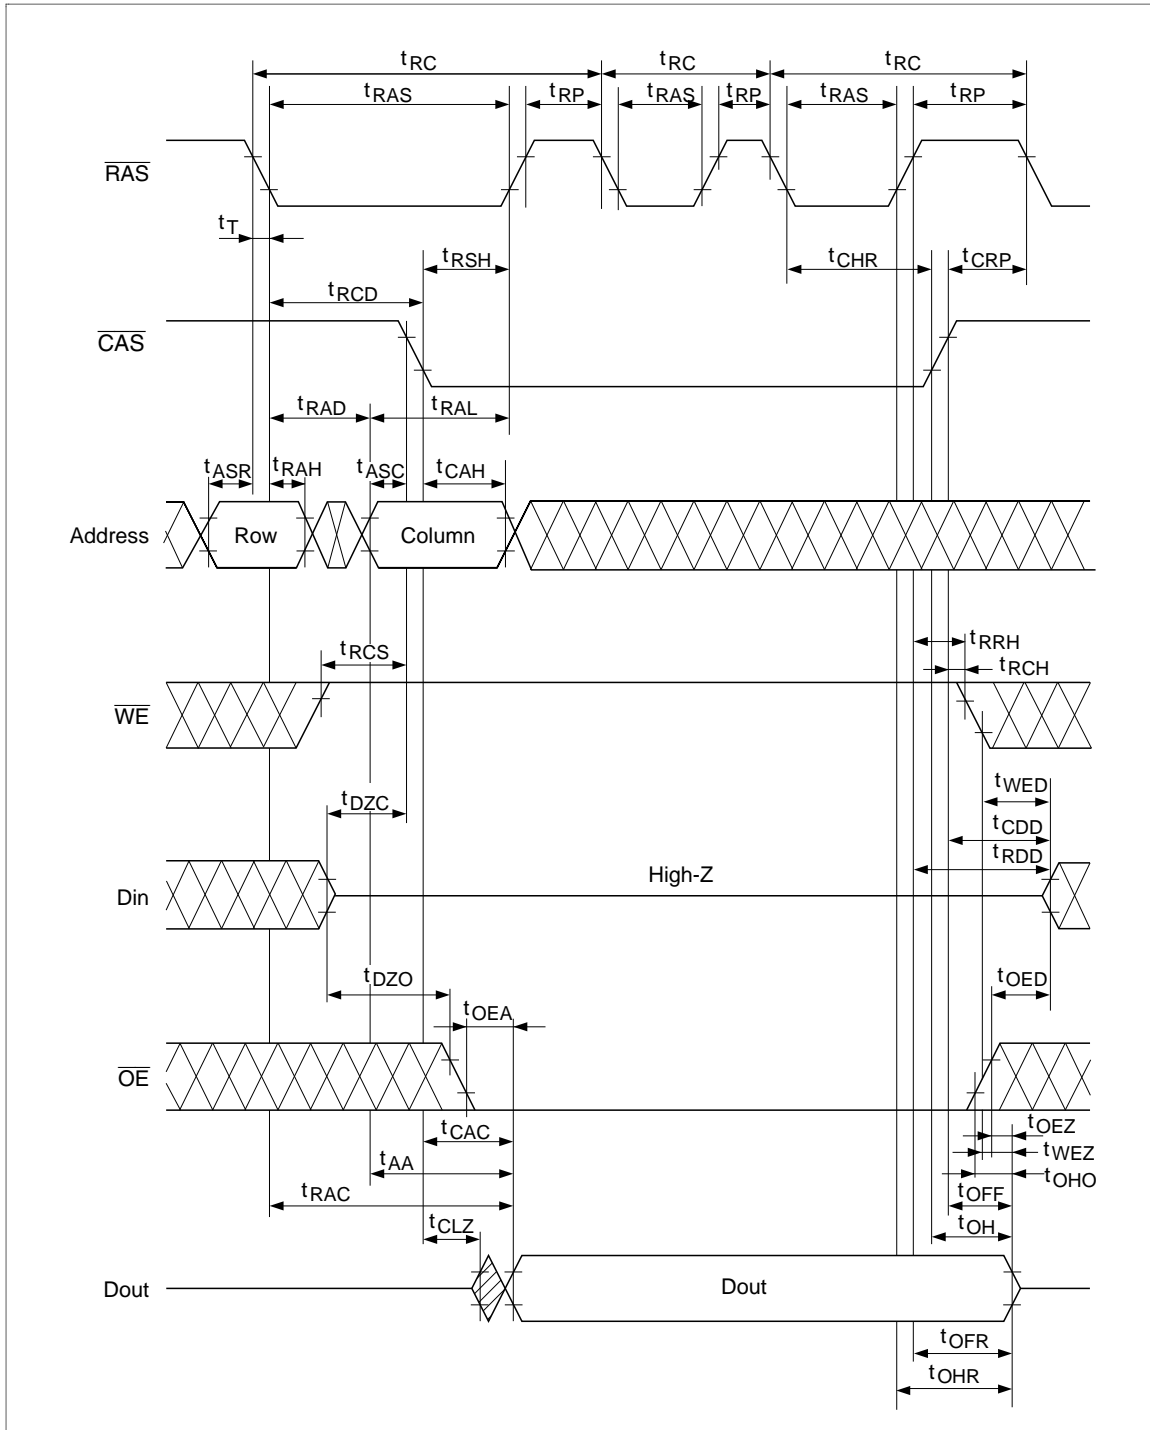 tRC tRC tRC
tRAS tRP tRAS tRP tRAS tRP
RAS
tT
tRSH tCHR tCRP
tRCD
CAS
tRAD tRAL
tASR tRAH tASC tCAH
Address Row Column
tRRH
tRCS
tRCH
WE
tWED
tDZC
tCDD
tRDD
High-Z
Din
tDZO tOED
tOEA
OE
tOEZ
tCAC
tWEZ
tAA
tOHO
tRAC tOFF
tCLZ tOH
Dout Dout
tOFR
tOHR